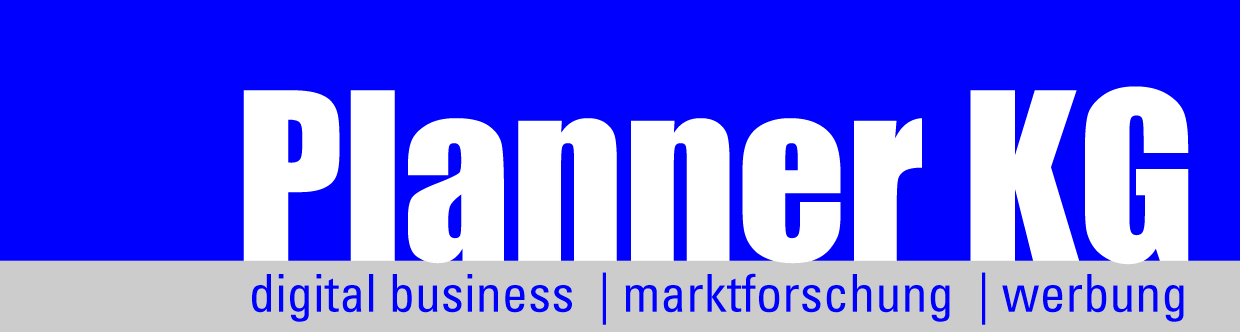 Planner KG
digital business | marktforschung | werbung